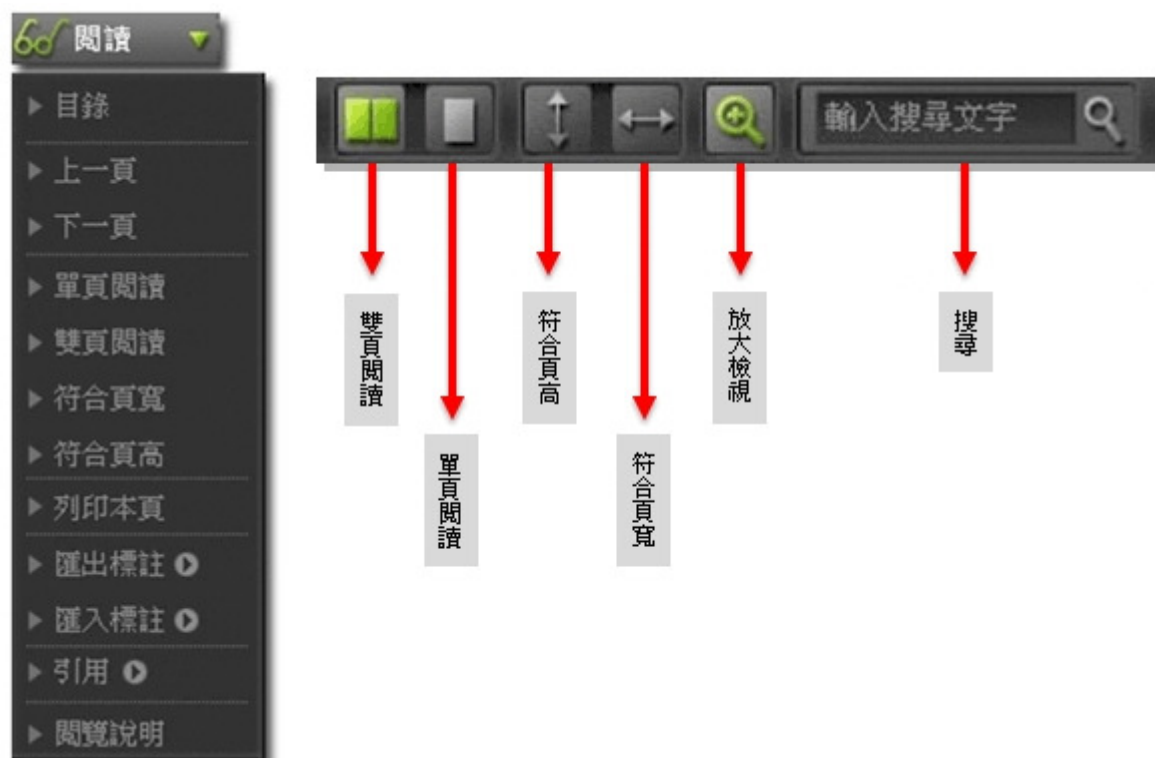 閱讀
目錄
上一頁
下一頁
單頁閱讀
雙頁閱讀
符合頁寬
符合頁高
列印本頁
匯出標註
匯入標註
引用
閱覽說明
輸入搜尋文字
雙頁閱讀
單頁閱讀
符合頁高
符合頁寬
放大檢視
搜尋